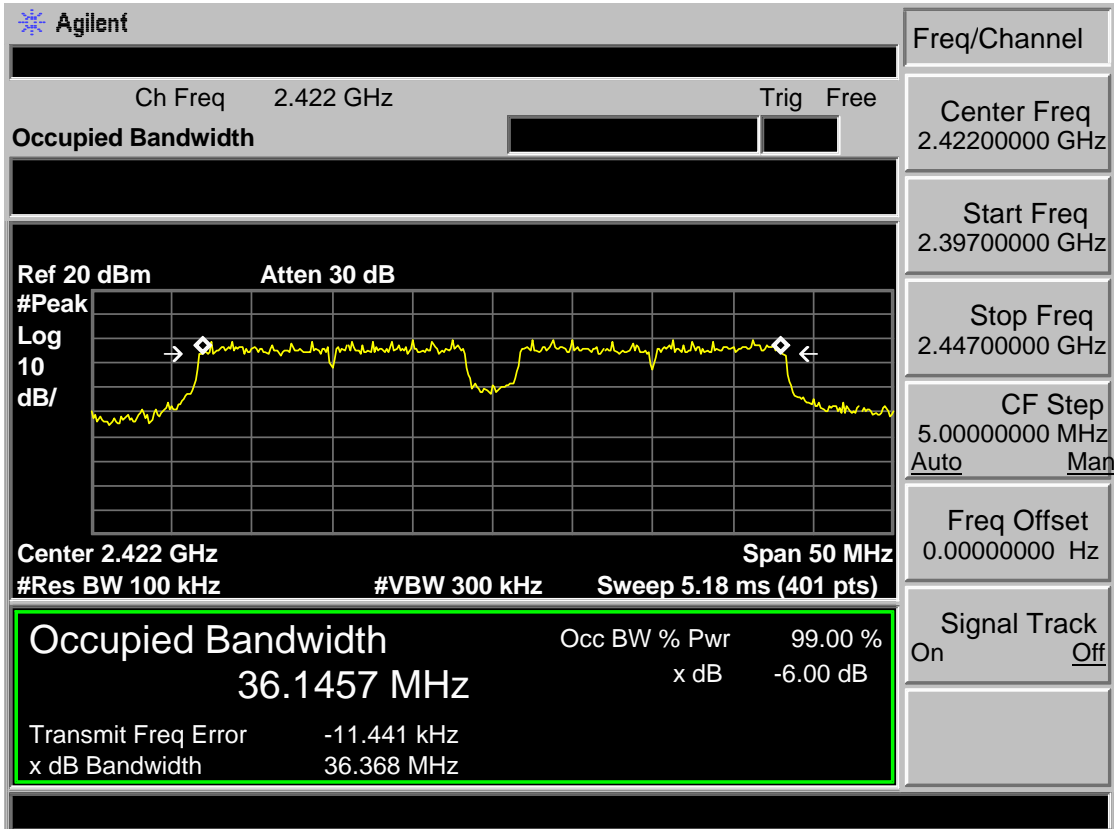 Agilent
Freq/Channel
Ch Freq 2.422 GHz Trig Free
Occupied Bandwidth
Center Freq
2.42200000 GHz
Start Freq
2.39700000 GHz
Stop Freq
2.44700000 GHz
CF Step
5.00000000 MHz
Auto Man
Freq Offset
0.00000000 Hz
Signal Track
On Off
Ref 20 dBm Atten 30 dB
#Peak
Log
10
dB/
Center 2.422 GHz Span 50 MHz
#Res BW 100 kHz #VBW 300 kHz Sweep 5.18 ms (401 pts)
Occupied Bandwidth Occ BW % Pwr 99.00 %
36.1457 MHz x dB -6.00 dB
Transmit Freq Error -11.441 kHz
x dB Bandwidth 36.368 MHz